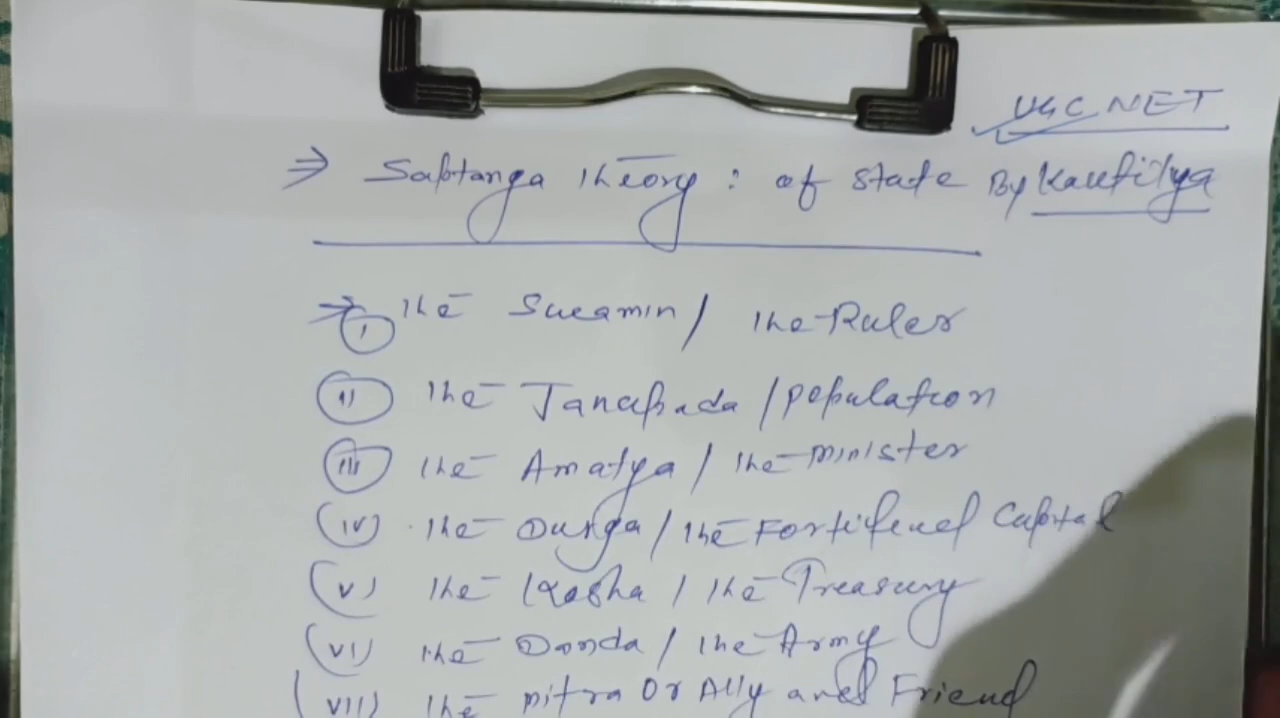 UGC NET
⇒ Saptanga Theory: of state By Kautilya
→ (i) The Swamin / The Ruler
(ii) The Janapada / population
(iii) The Amatya / The minister
(iv) The Durga / The Fortified Capital
(v) The Kosha / The Treasury
(vi) The Danda / The Army
(vii) The mitra Or Ally and Friend